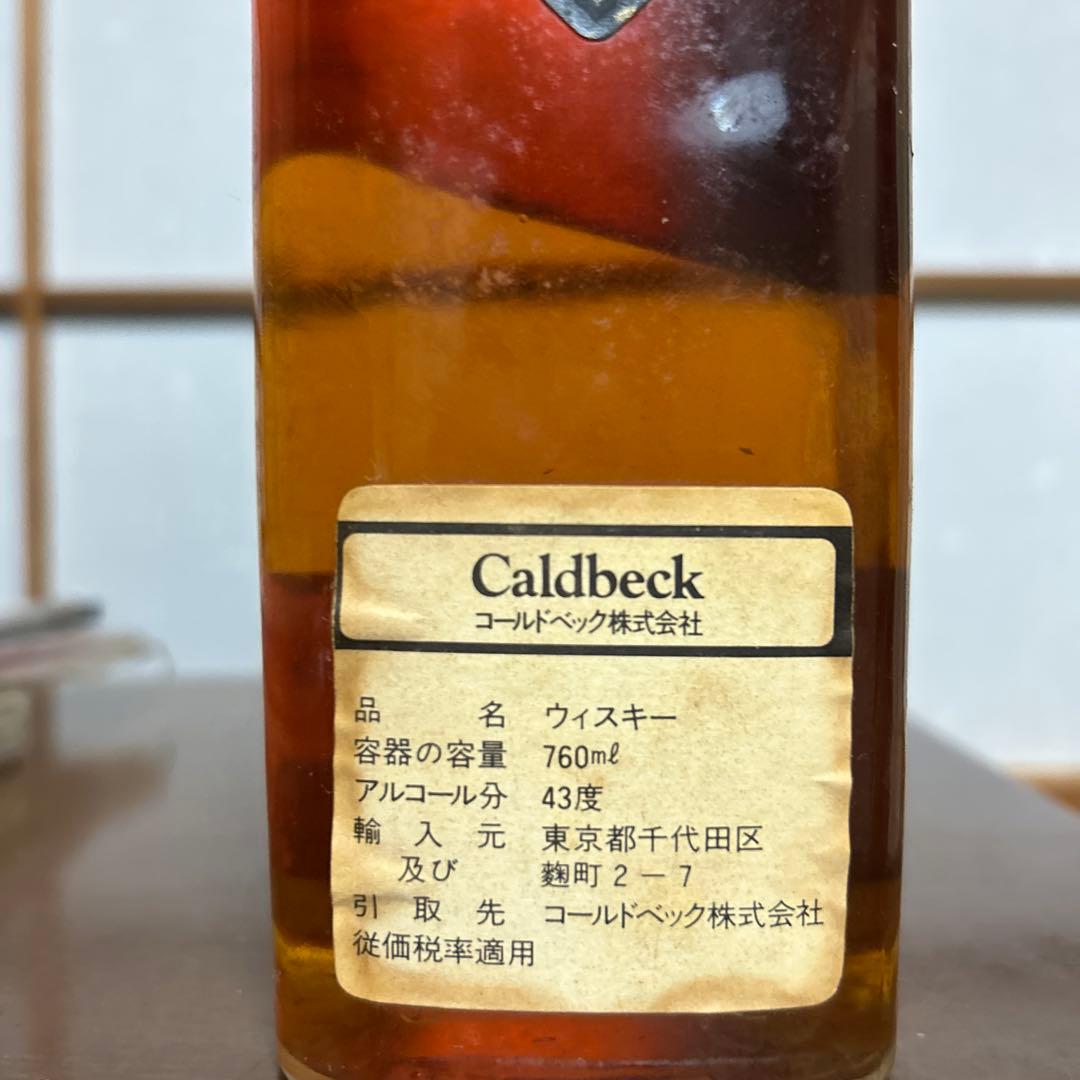 Caldbeck
コールドベック株式会社
品名 ウィスキー
容器の容量 760ml
アルコール分 43度
輸入元 東京都千代田区
及び 麹町2-7
引取先 コールドベック株式会社
従価税率適用